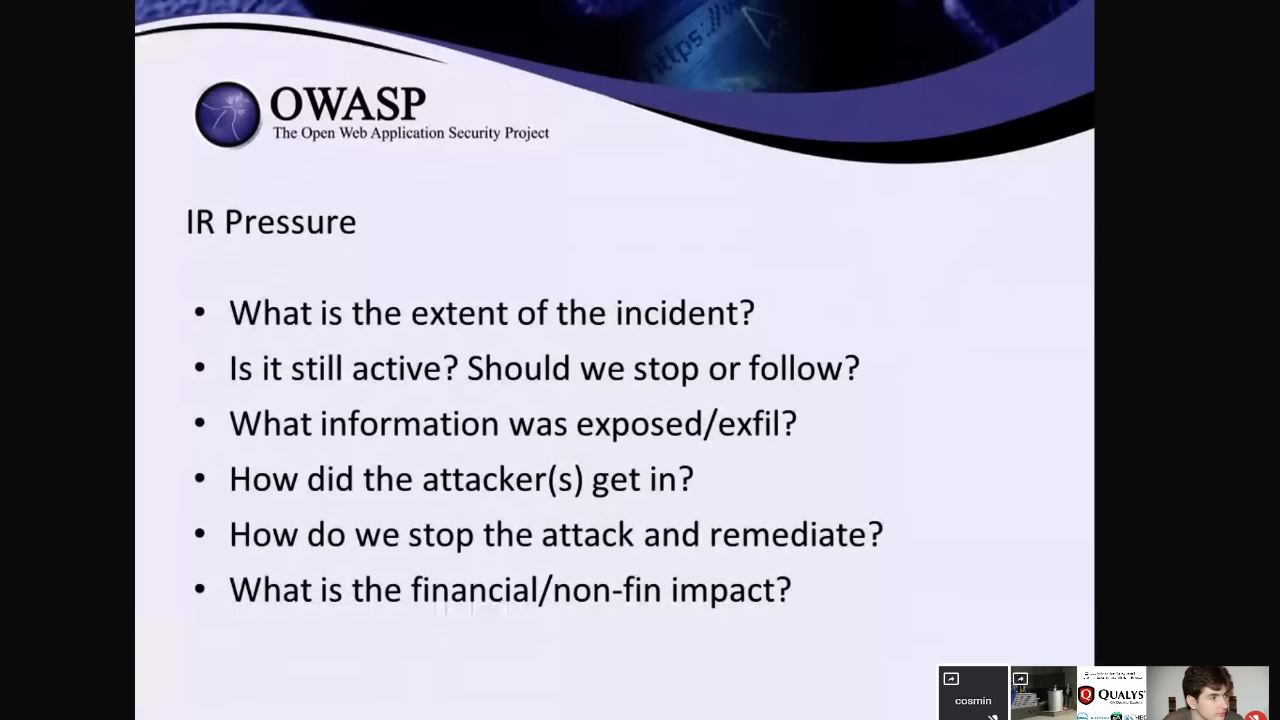 https://w
OWASP
The Open Web Application Security Project
IR Pressure
• What is the extent of the incident?
• Is it still active? Should we stop or follow?
• What information was exposed/exfil?
• How did the attacker(s) get in?
• How do we stop the attack and remediate?
• What is the financial/non-fin impact?
cosmin
QUALYS